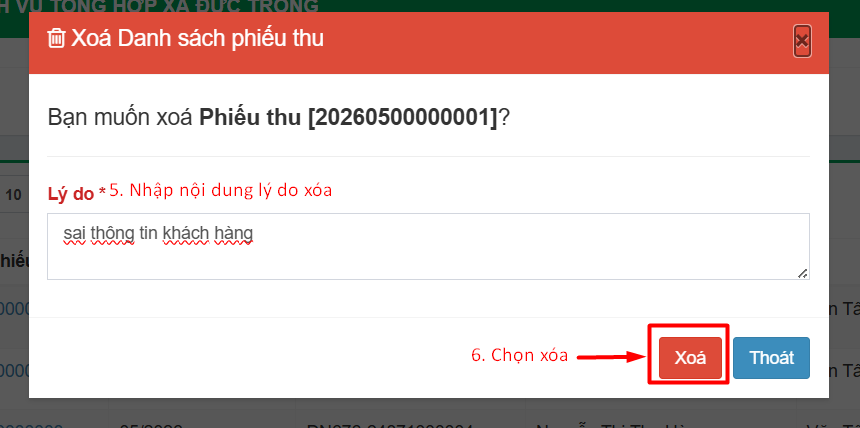 H VỤ TỔNG HỢP XÃ ĐỨC TRỌNG
Xoá Danh sách phiếu thu
Bạn muốn xoá Phiếu thu [20260500000001]?
10
Lý do * 5. Nhập nội dung lý do xóa
sai thông tin khách hàng
6. Chọn xóa
Xoá
Thoát